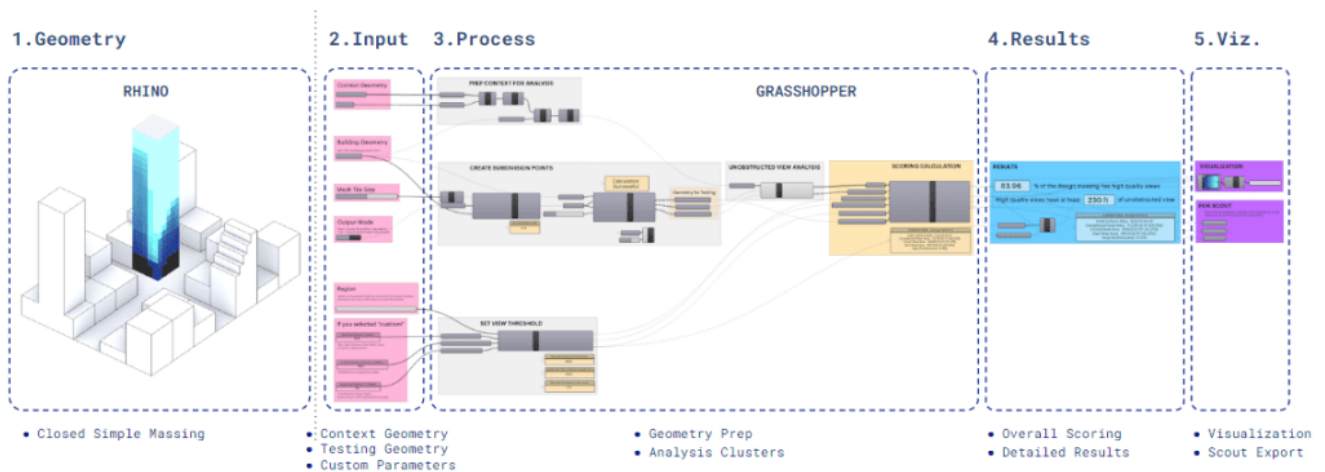 1.Geometry
2.Input
3.Process
4.Results
5.Viz.
RHINO
GRASSHOPPER
Context Geometry
Building Geometry
Mesh Tile Size
Output Mode
Region
If you selected "custom"
PREP CONTEXT FOR ANALYSIS
CREATE SUBDIVISION POINTS
Calculation
Successful
Geometry for Testing
UNOBSTRUCTED VIEW ANALYSIS
SCORING CALCULATION
SET VIEW THRESHOLD
RESULTS
% of the design massing has high quality views
High quality views have at least 230 ft of unobstructed view
VISUALIZATION
FOR SCOUT
• Closed Simple Massing
• Context Geometry
• Testing Geometry
• Custom Parameters
• Geometry Prep
• Analysis Clusters
• Overall Scoring
• Detailed Results
• Visualization
• Scout Export